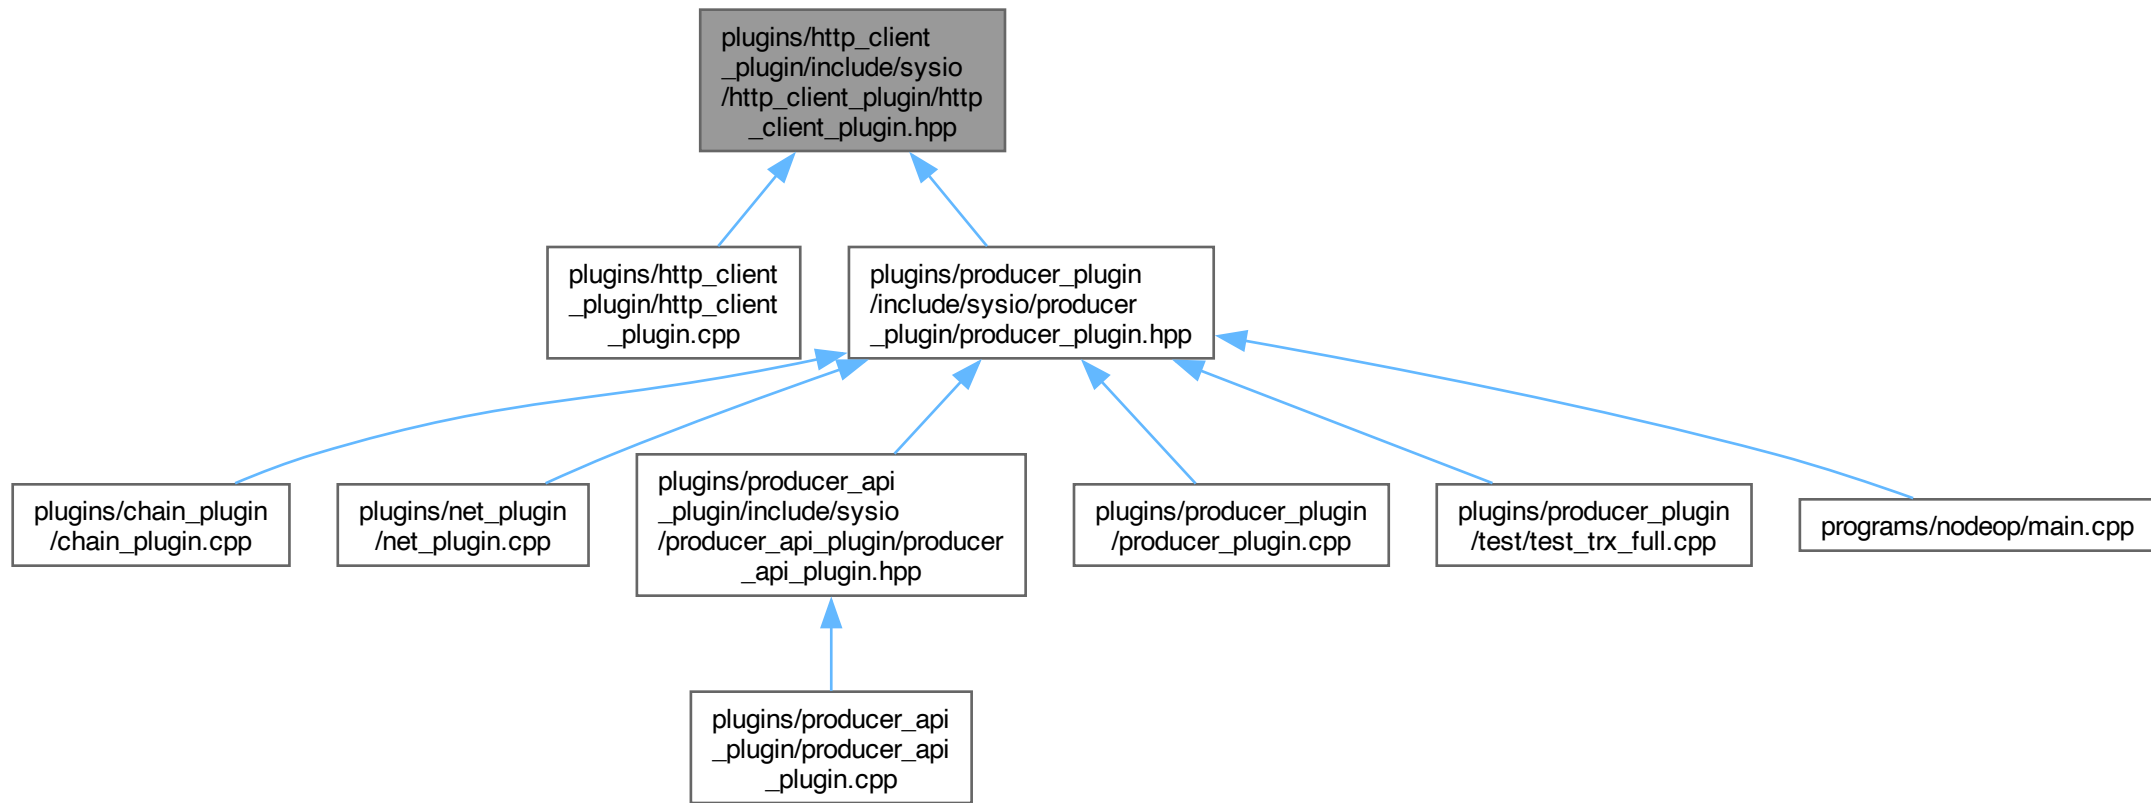 plugins/http_client
_plugin/include/sysio
/http_client_plugin/http
_client_plugin.hpp
plugins/http_client
_plugin/http_client
_plugin.cpp
plugins/producer_plugin
/include/sysio/producer
_plugin/producer_plugin.hpp
plugins/chain_plugin
/chain_plugin.cpp
plugins/net_plugin
/net_plugin.cpp
plugins/producer_api
_plugin/include/sysio
/producer_api_plugin/producer
_api_plugin.hpp
plugins/producer_plugin
/producer_plugin.cpp
plugins/producer_plugin
/test/test_trx_full.cpp
programs/nodeop/main.cpp
plugins/producer_api
_plugin/producer_api
_plugin.cpp